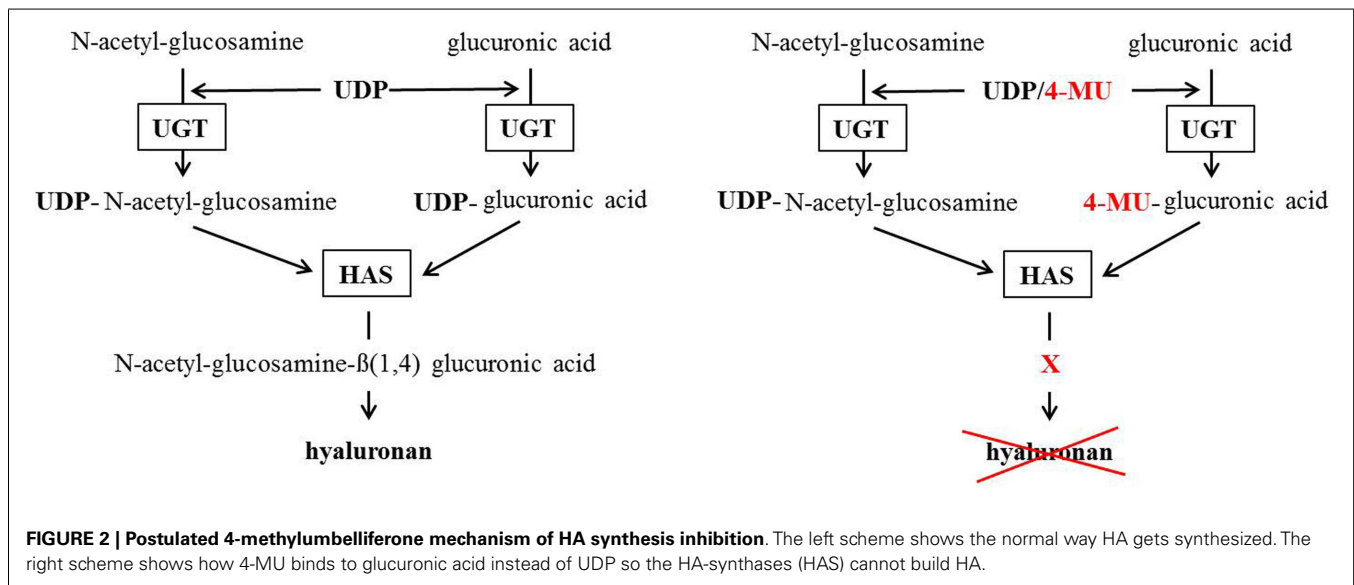 N-acetyl-glucosamine glucuronic acid
UDP
UGT UGT
UDP-N-acetyl-glucosamine UDP-glucuronic acid
HAS
N-acetyl-glucosamine-ß(1,4) glucuronic acid
hyaluronan
N-acetyl-glucosamine glucuronic acid
UDP/4-MU
UGT UGT
UDP-N-acetyl-glucosamine 4-MU-glucuronic acid
HAS
X
hyaluronan
FIGURE 2 | Postulated 4-methylumbelliferone mechanism of HA synthesis inhibition. The left scheme shows the normal way HA gets synthesized. The
right scheme shows how 4-MU binds to glucuronic acid instead of UDP so the HA-synthases (HAS) cannot build HA.